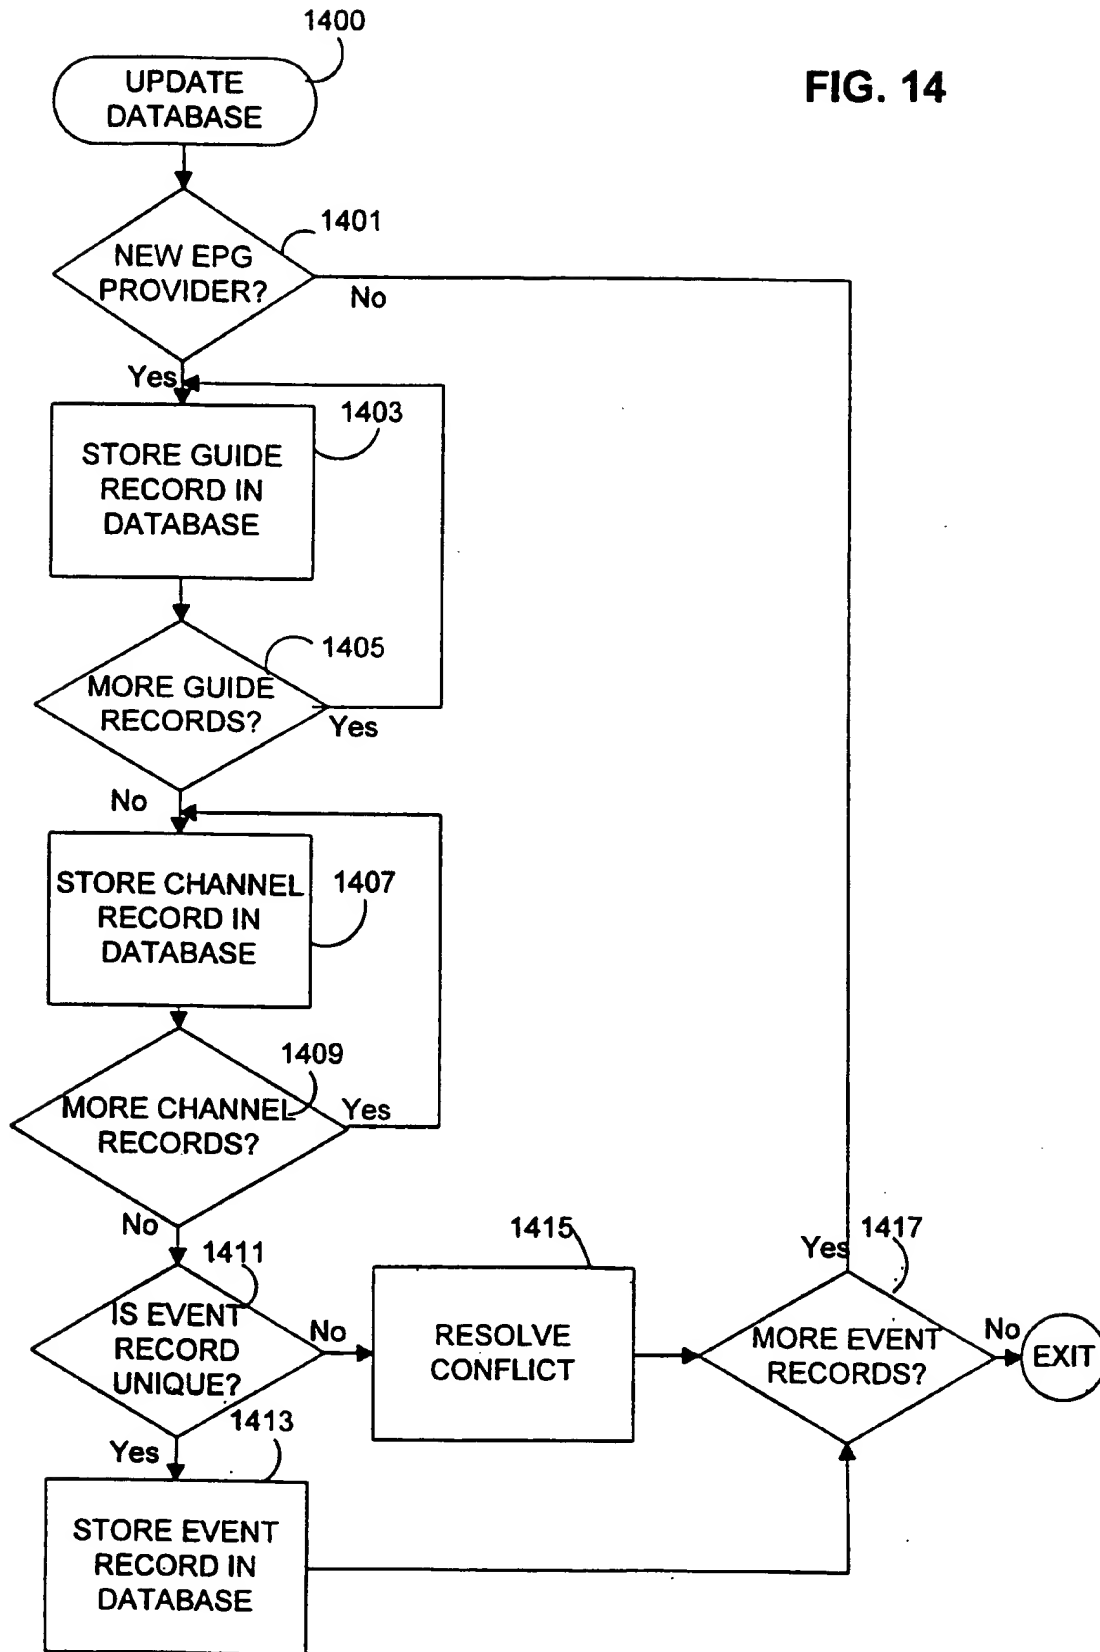 1400
UPDATE
DATABASE
FIG. 14
1401
NEW EPG
PROVIDER?
No
Yes
1403
STORE GUIDE
RECORD IN
DATABASE
1405
MORE GUIDE
RECORDS?
Yes
No
STORE CHANNEL
RECORD IN
DATABASE
1407
1409
MORE CHANNEL
RECORDS?
Yes
No
1411
IS EVENT
RECORD
UNIQUE?
No
1415
RESOLVE
CONFLICT
Yes
1417
MORE EVENT
RECORDS?
No
EXIT
Yes
1413
STORE EVENT
RECORD IN
DATABASE